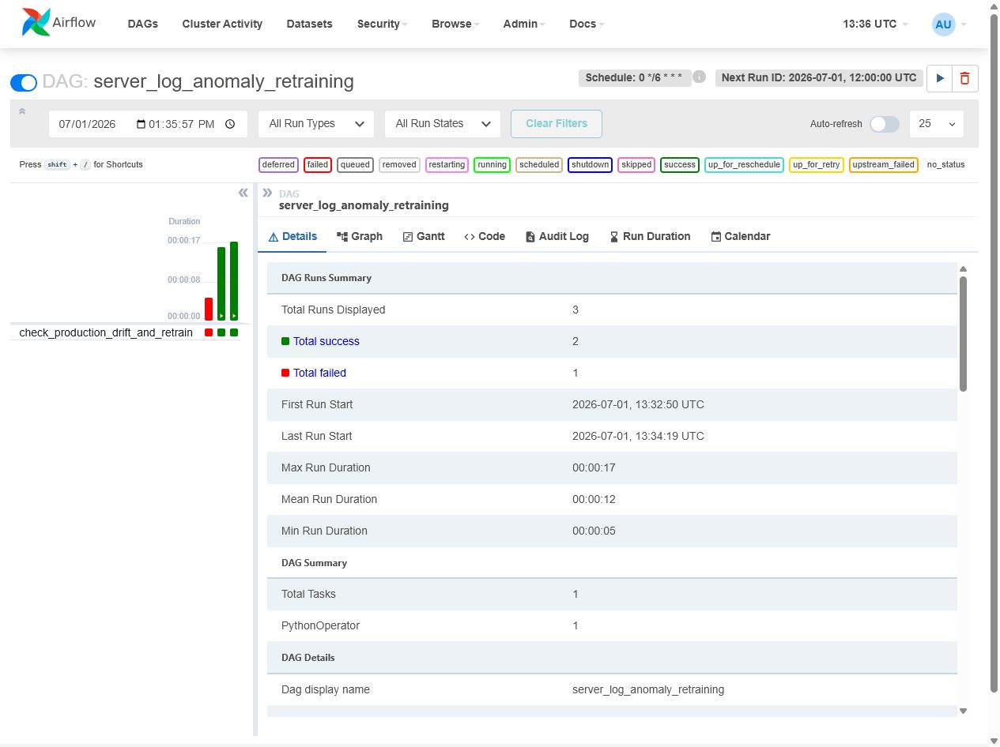 Airflow DAGs Cluster Activity Datasets Security Browse Admin Docs 13:36 UTC AU
DAG: server_log_anomaly_retraining
Schedule: 0 */6 * * * i Next Run ID: 2026-07-01, 12:00:00 UTC
07/01/2026 01:35:57 PM All Run Types All Run States Clear Filters Auto-refresh 25
Press shift + / for Shortcuts
deferred failed queued removed restarting running scheduled shutdown skipped success up_for_reschedule up_for_retry upstream_failed no_status
Duration
00:00:17
00:00:08
00:00:00
check_production_drift_and_retrain
DAG
server_log_anomaly_retraining
Details Graph Gantt Code Audit Log Run Duration Calendar
DAG Runs Summary
Total Runs Displayed 3
Total success 2
Total failed 1
First Run Start 2026-07-01, 13:32:50 UTC
Last Run Start 2026-07-01, 13:34:19 UTC
Max Run Duration 00:00:17
Mean Run Duration 00:00:12
Min Run Duration 00:00:05
DAG Summary
Total Tasks 1
PythonOperator 1
DAG Details
Dag display name server_log_anomaly_retraining